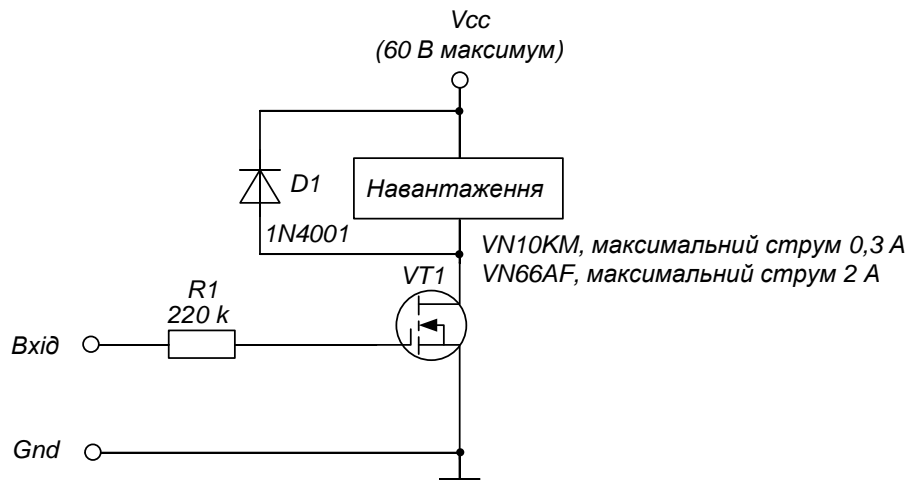 Vcc
(60 В максимум)
D1
Навантаження
1N4001
VN10KM, максимальний струм 0,3 А
VN66AF, максимальний струм 2 А
VT1
R1
220 k
Вхід
Gnd